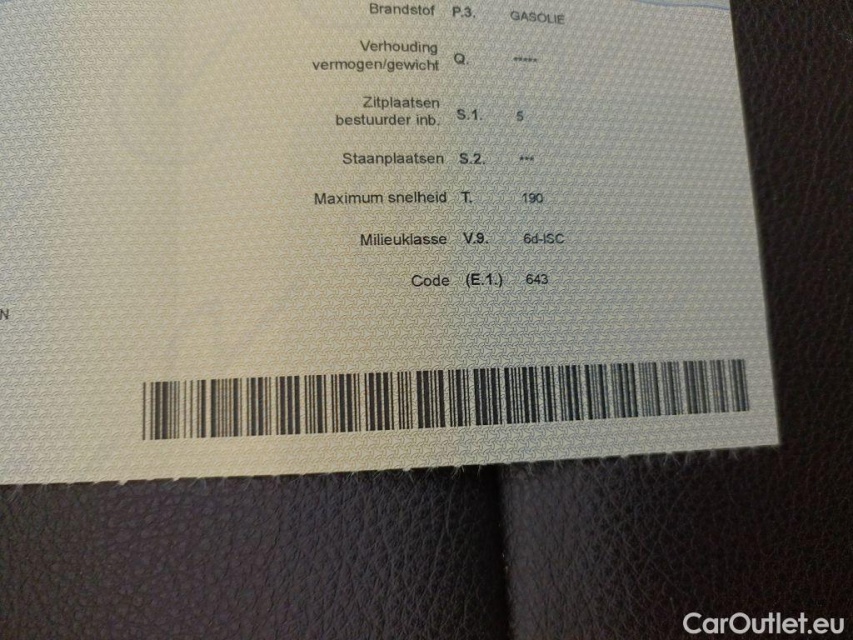 Brandstof P.3. GASOLIE
Verhouding
vermogen/gewicht Q. *****
Zitplaatsen
bestuurder inb. S.1. 5
Staanplaatsen S.2. ***
Maximum snelheid T. 190
Milieuklasse V.9. 6d-ISC
Code (E.1.) 643
N
CarOutlet.eu